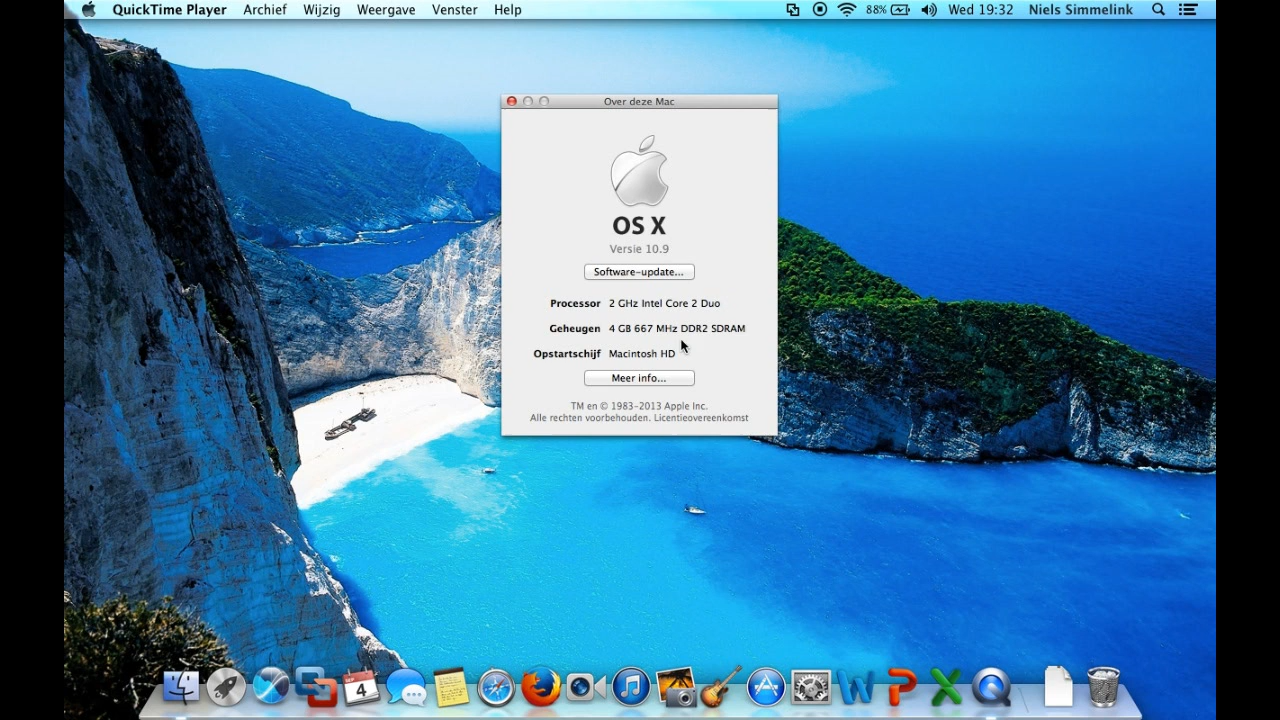 QuickTime Player Archief Wijzig Weergave Venster Help 88% Wed 19:32 Niels Simmelink
Over deze Mac
OS X
Versie 10.9
Software-update...
Processor 2 GHz Intel Core 2 Duo
Geheugen 4 GB 667 MHz DDR2 SDRAM
Opstartschijf Macintosh HD
Meer info...
TM en © 1983-2013 Apple Inc.
Alle rechten voorbehouden. Licentieovereenkomst
SEP
4
W P X